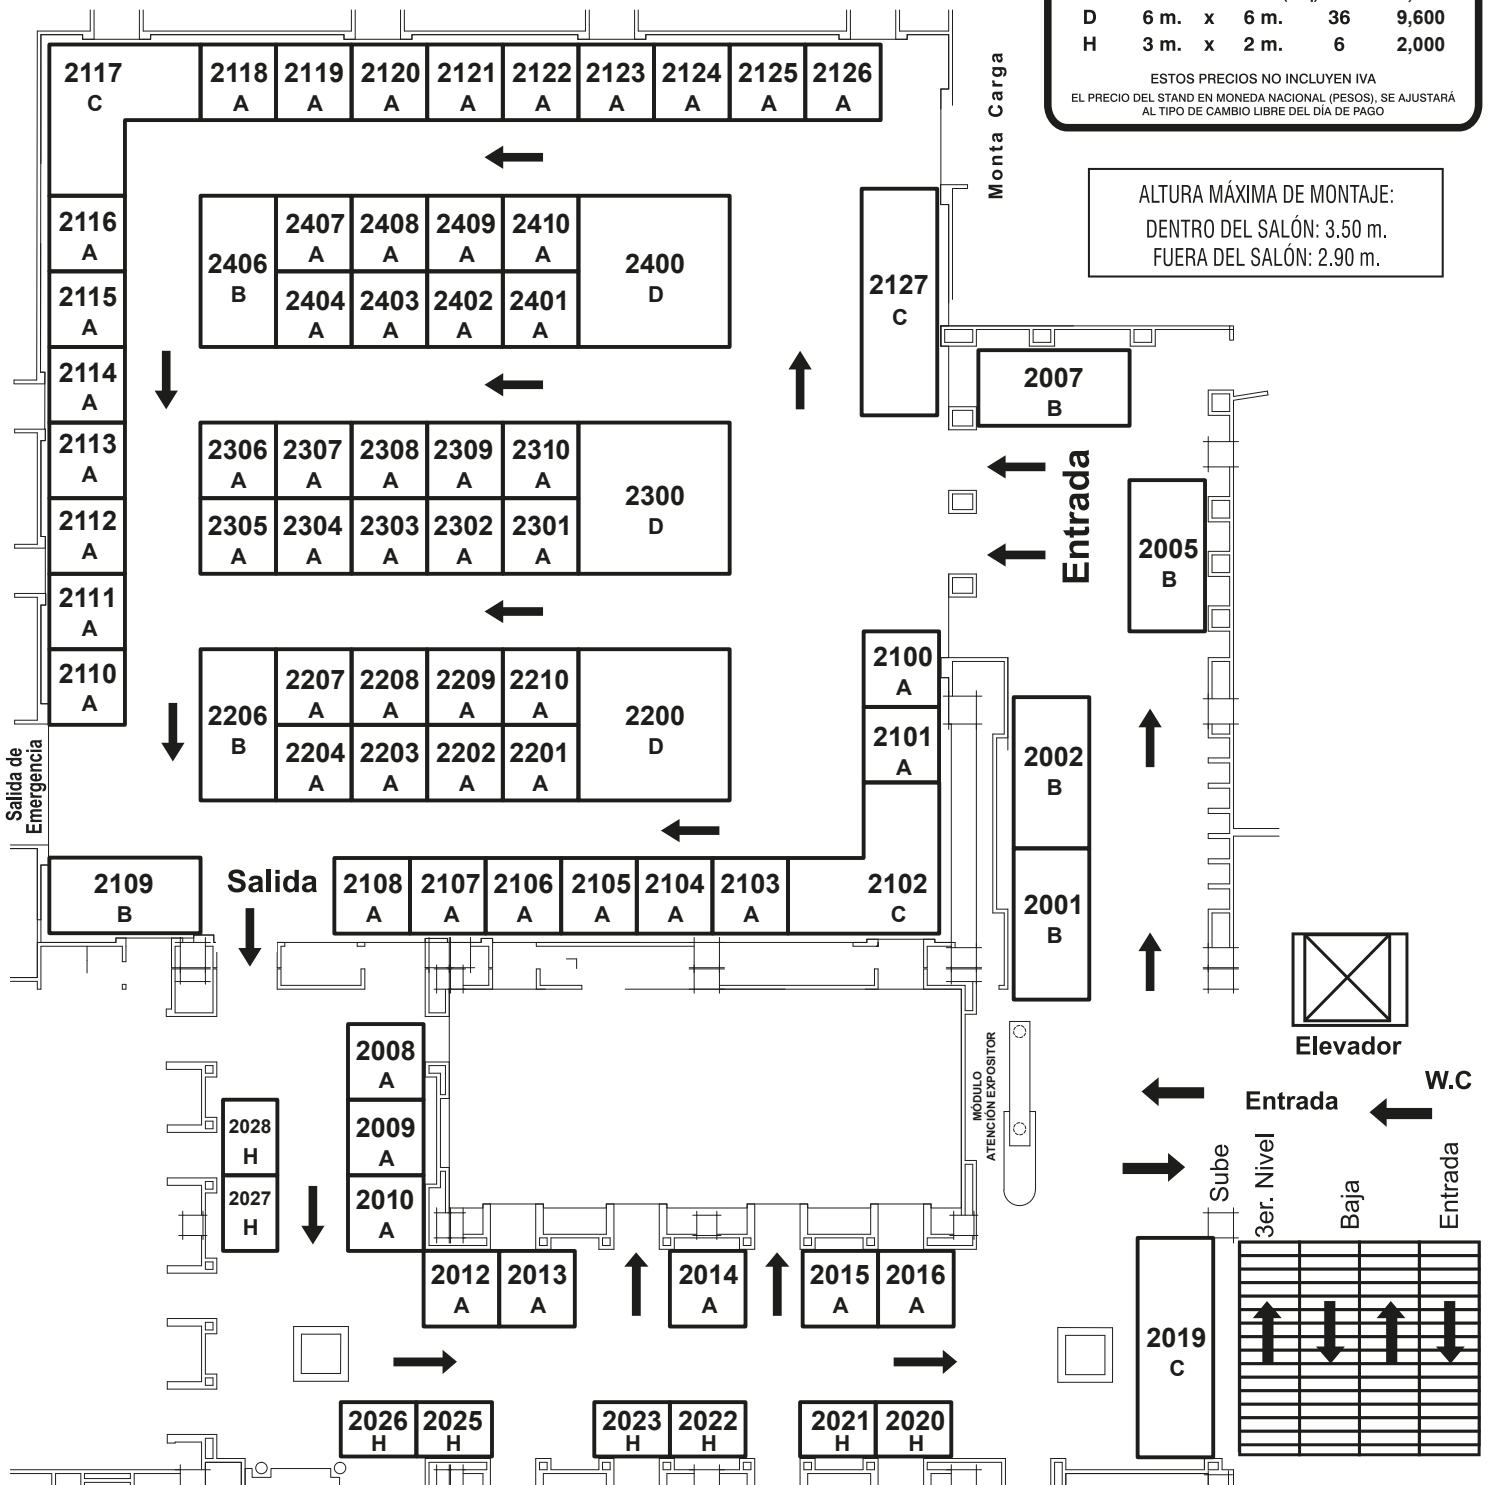 D 6 m. x 6 m. 36 9,600
H 3 m. x 2 m. 6 2,000
ESTOS PRECIOS NO INCLUYEN IVA
EL PRECIO DEL STAND EN MONEDA NACIONAL (PESOS), SE AJUSTARÁ
AL TIPO DE CAMBIO LIBRE DEL DÍA DE PAGO
ALTURA MÁXIMA DE MONTAJE:
DENTRO DEL SALÓN: 3.50 m.
FUERA DEL SALÓN: 2.90 m.
Monta Carga
2117 2118 2119 2120 2121 2122 2123 2124 2125 2126
C A A A A A A A A A
2116
A
2115
A
2114
A
2113
A
2112
A
2111
A
2110
A
2406
B
2407 2408 2409 2410
A A A A
2404 2403 2402 2401
A A A A
2400
D
2127
C
2007
B
2306 2307 2308 2309 2310
A A A A A
2305 2304 2303 2302 2301
A A A A A
2300
D
Entrada
2005
B
2206
B
2207 2208 2209 2210
A A A A
2204 2203 2202 2201
A A A A
2200
D
2100
A
2101
A
2002
B
2001
B
Salida de
Emergencia
2109
B
Salida
2108 2107 2106 2105 2104 2103 2102
A A A A A A C
2008
A
2009
A
2010
A
2028
H
2027
H
MÓDULO
ATENCIÓN EXPOSITOR
Elevador
W.C
Entrada
Sube
3er. Nivel
Baja
Entrada
2012 2013 2014 2015 2016
A A A A A
2019
C
2026 2025 2023 2022 2021 2020
H H H H H H